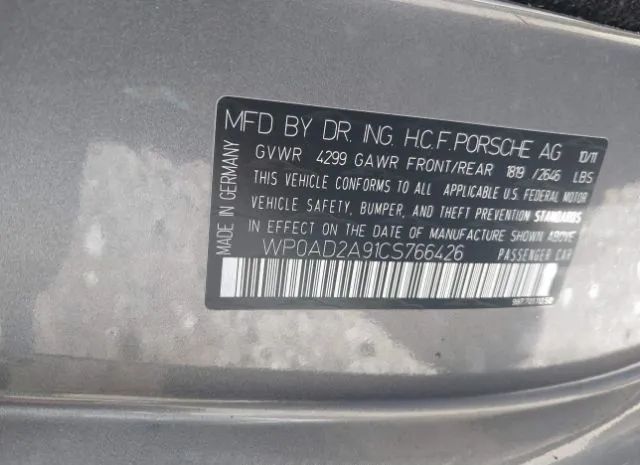 MADE IN GERMANY
MFD BY DR. ING. H.C.F. PORSCHE AG 10/11
GVWR 4299 GAWR FRONT/REAR 1819 /2646 LBS
THIS VEHICLE CONFORMS TO ALL APPLICABLE U.S. FEDERAL MOTOR
VEHICLE SAFETY, BUMPER, AND THEFT PREVENTION STANDARDS
IN EFFECT ON THE DATE OF MANUFACTURE SHOWN ABOVE
WP0AD2A91CS766426 PASSENGER CAR